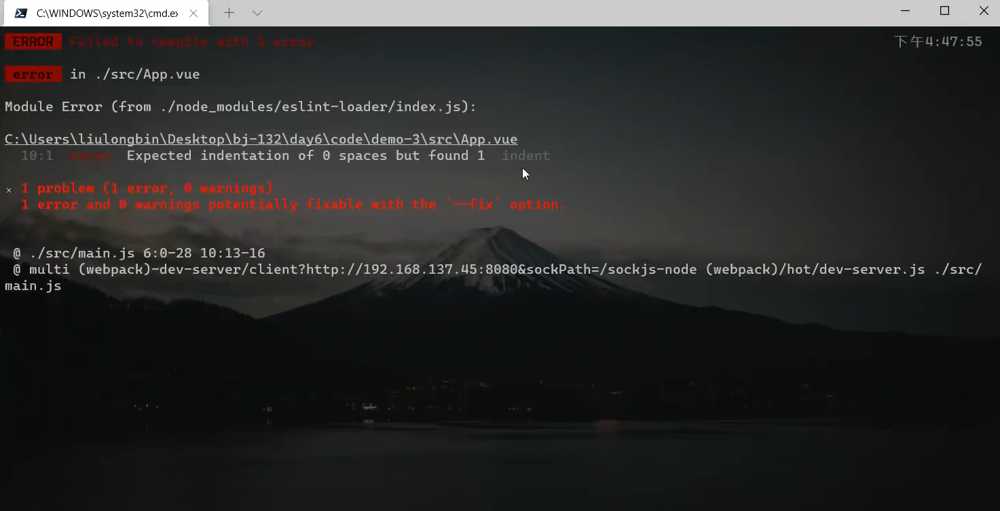 C:\WINDOWS\system32\cmd.ex
ERROR Failed to compile with 1 error 下午4:47:55
error in ./src/App.vue
Module Error (from ./node_modules/eslint-loader/index.js):
C:\Users\liulongbin\Desktop\bj-132\day6\code\demo-3\src\App.vue
10:1 error Expected indentation of 0 spaces but found 1 indent
× 1 problem (1 error, 0 warnings)
1 error and 0 warnings potentially fixable with the `--fix` option.
@ ./src/main.js 6:0-28 10:13-16
@ multi (webpack)-dev-server/client?http://192.168.137.45:8080&sockPath=/sockjs-node (webpack)/hot/dev-server.js ./src/
main.js